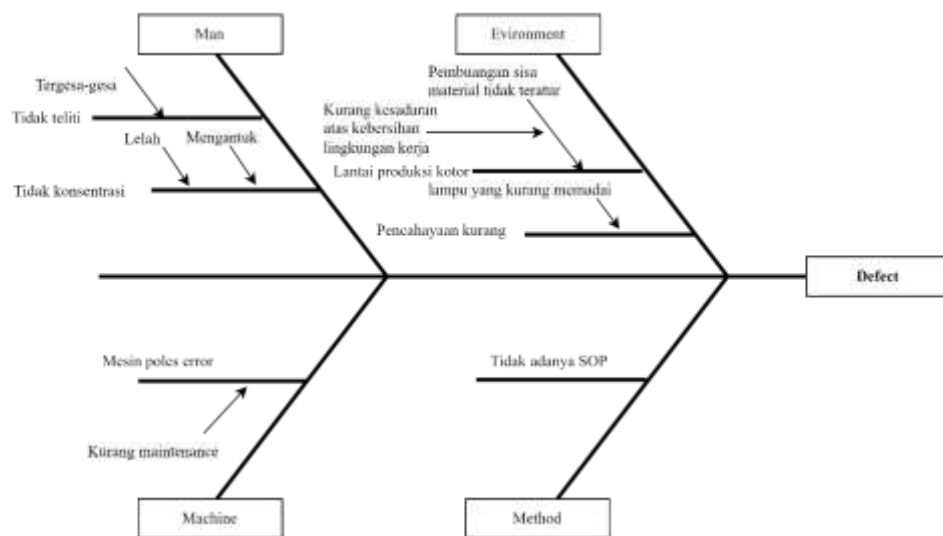 Man
Evironment
Tergesa-gesa
Tidak teliti
Lelah
Mengantuk
Tidak konsentrasi
Pembuangan sisa
material tidak teratur
Kurang kesadaran
atas kebersihan
lingkungan kerja
Lantai produksi kotor
lampu yang kurang memadai
Pencahayaan kurang
Defect
Mesin poles error
Kurang maintenance
Tidak adanya SOP
Machine
Method